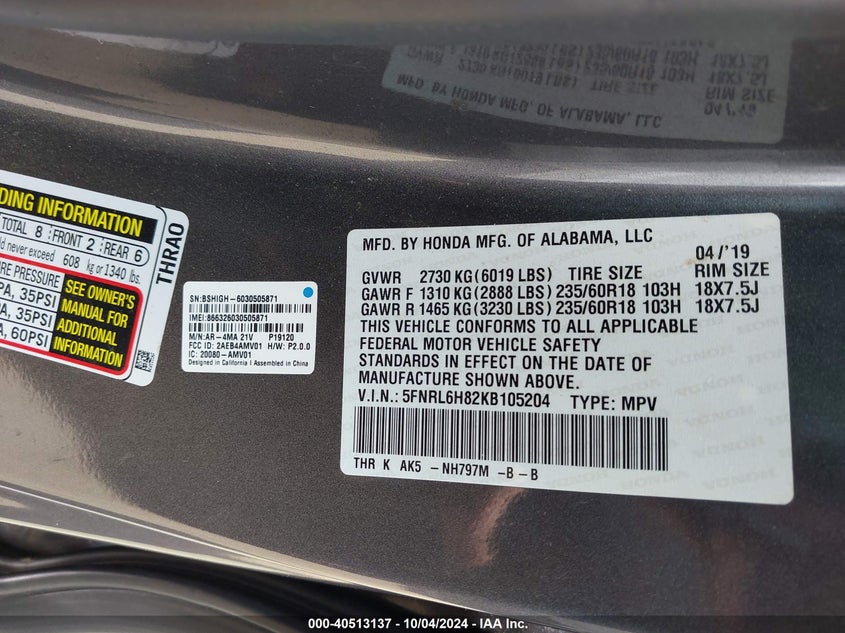 DING INFORMATION
TOTAL 8 FRONT 2 REAR 6
ld never exceed 608 kg or 1340 lbs.
RE PRESSURE
PA, 35PSI
PA, 35PSI
A, 60PSI
SEE OWNER'S
MANUAL FOR
ADDITIONAL
INFORMATION
THRA0
SN:BSHIGH-6030505871
IMEI:866326030505871
M/N:AR-4MA 21V P19120
FCC ID: 2AEB4AMV01 H/W: P2.0.0
IC: 20080-AMV01
Designed in California | Assembled in China
MFD. BY HONDA MFG. OF ALABAMA, LLC
04/'19
GVWR 2730 KG(6019 LBS) TIRE SIZE RIM SIZE
GAWR F 1310 KG(2888 LBS) 235/60R18 103H 18X7.5J
GAWR R 1465 KG(3230 LBS) 235/60R18 103H 18X7.5J
THIS VEHICLE CONFORMS TO ALL APPLICABLE
FEDERAL MOTOR VEHICLE SAFETY
STANDARDS IN EFFECT ON THE DATE OF
MANUFACTURE SHOWN ABOVE.
V.I.N.: 5FNRL6H82KB105204 TYPE: MPV
THR K AK5 -NH797M -B-B
000-40513137 - 10/04/2024 - IAA Inc.